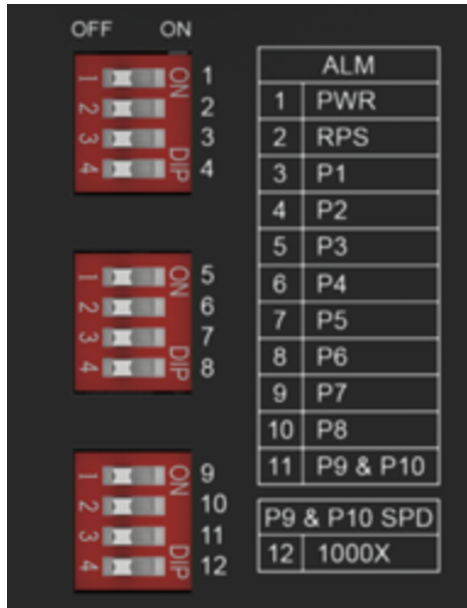 OFF ON
1 ON 1
2 2
3 3
4 DIP 4
1 ON 5
2 6
3 7
4 DIP 8
1 ON 9
2 10
3 11
4 DIP 12
ALM
1 PWR
2 RPS
3 P1
4 P2
5 P3
6 P4
7 P5
8 P6
9 P7
10 P8
11 P9 & P10
P9 & P10 SPD
12 1000X